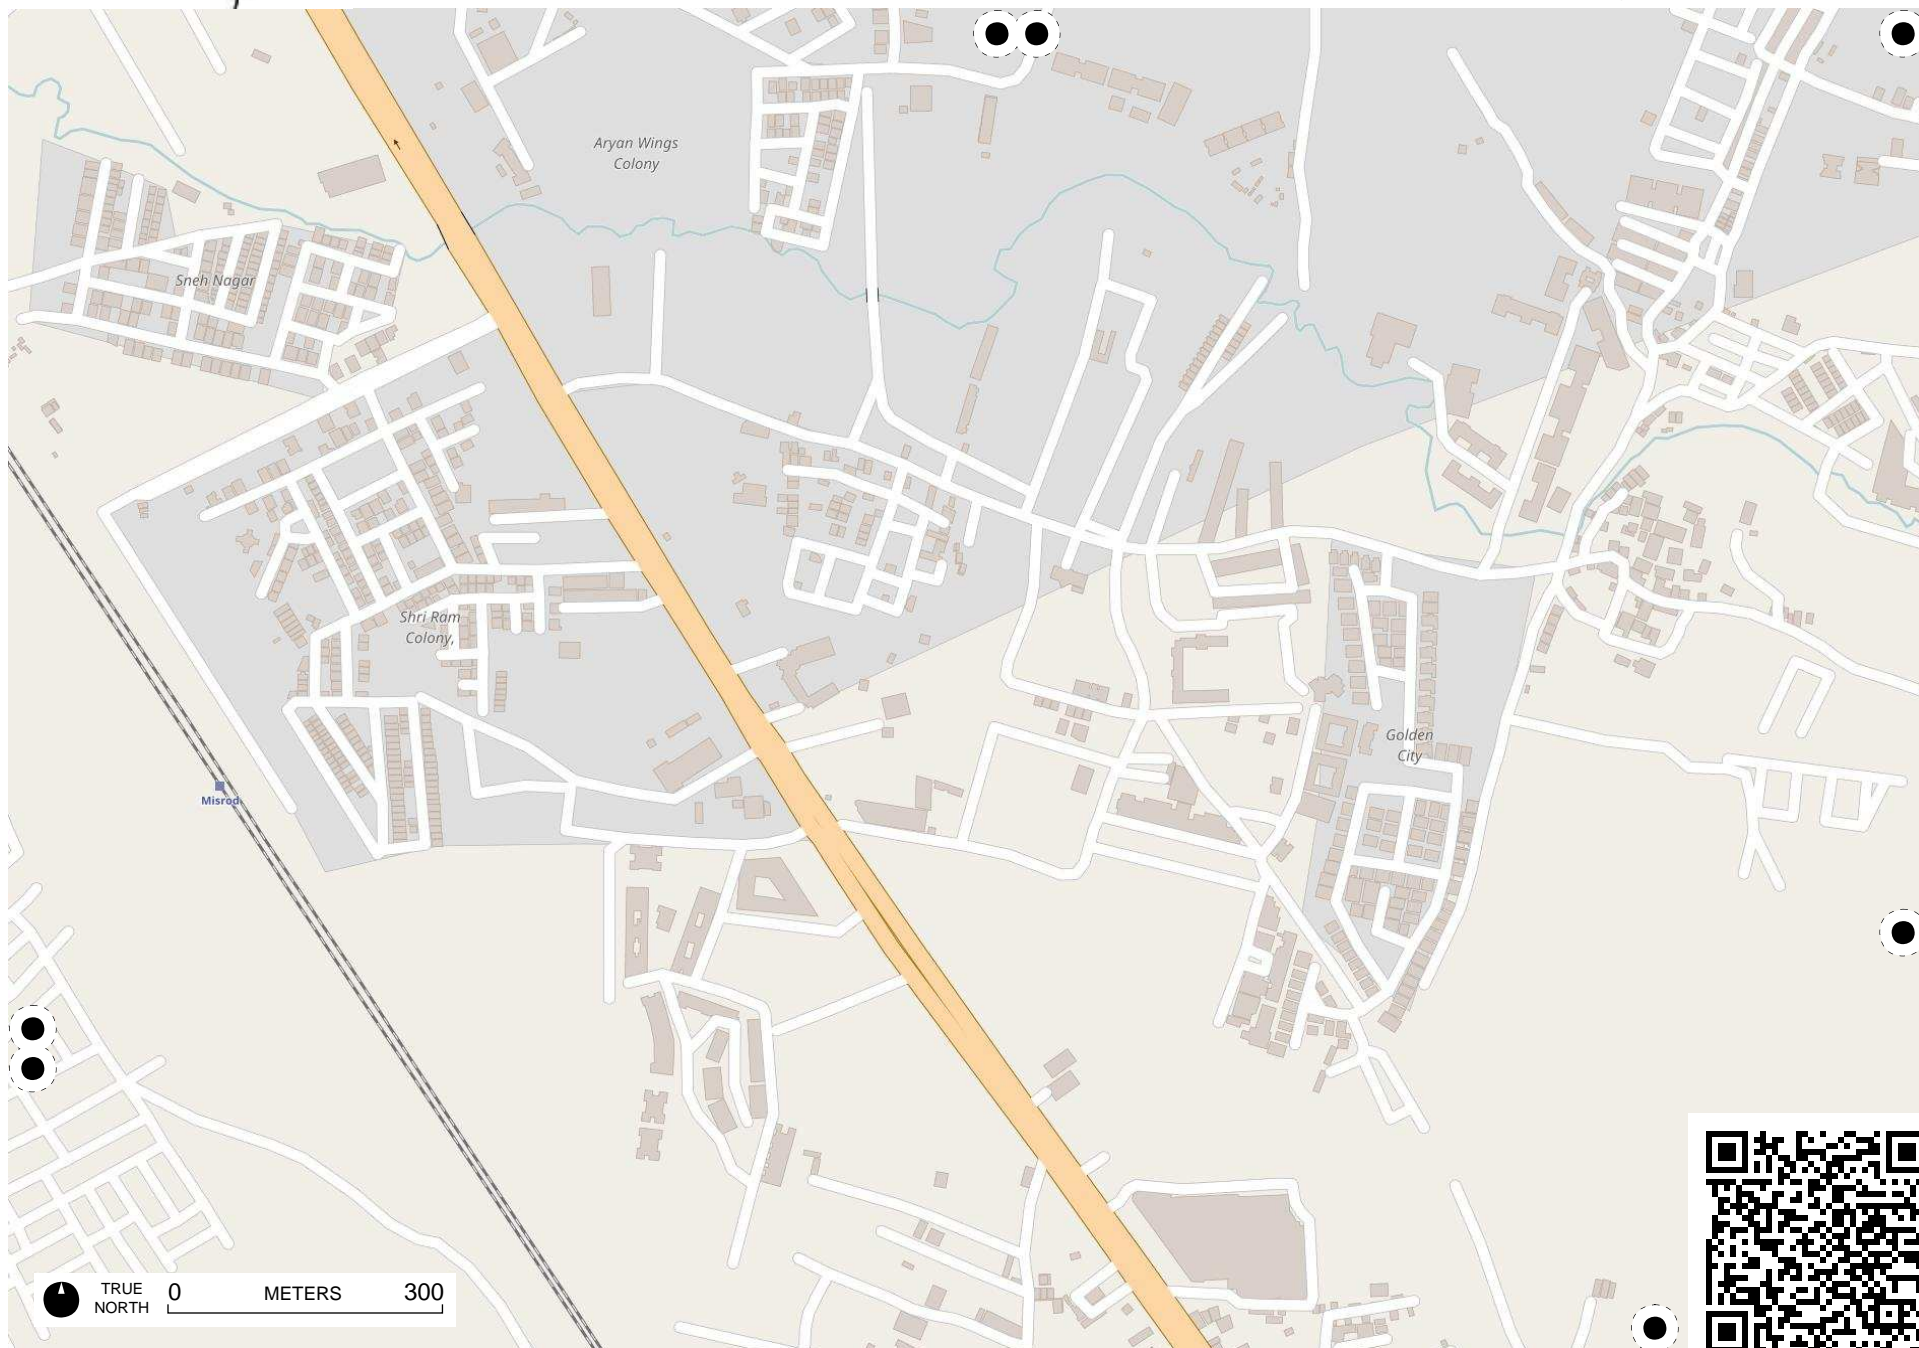 Aryan Wings
Colony
Sneh Nagar
Shri Ram
Colony,
Golden
City
Misrod
TRUE
NORTH
0 METERS 300